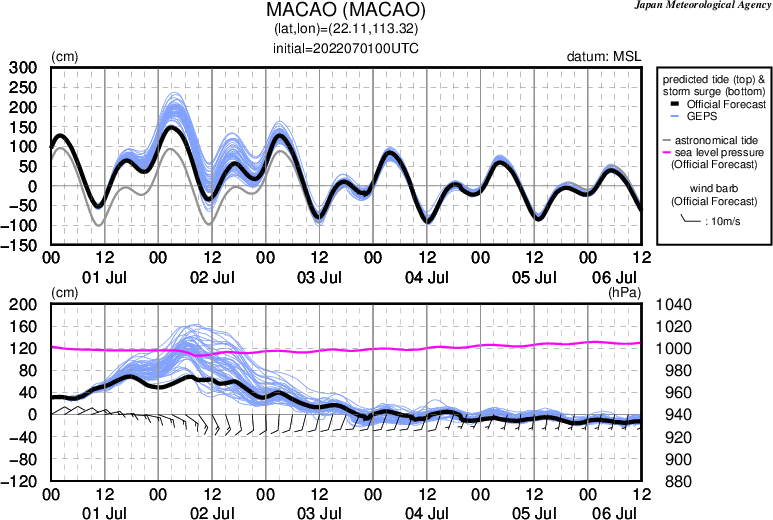 MACAO (MACAO)
Japan Meteorological Agency
(lat,lon)=(22.11,113.32)
initial=2022070100UTC
(cm)
datum: MSL
300
250
200
150
100
50
0
−50
−100
−150
00 12 00 12 00 12 00 12 00 12 00 12
01 Jul 02 Jul 03 Jul 04 Jul 05 Jul 06 Jul
predicted tide (top) &
storm surge (bottom)
Official Forecast
GEPS
astronomical tide
sea level pressure
(Official Forecast)
wind barb
(Official Forecast)
: 10m/s
(cm)
(hPa)
200 1040
160 1020
120 1000
80 980
40 960
0 940
−40 920
−80 900
−120 880
00 12 00 12 00 12 00 12 00 12 00 12
01 Jul 02 Jul 03 Jul 04 Jul 05 Jul 06 Jul